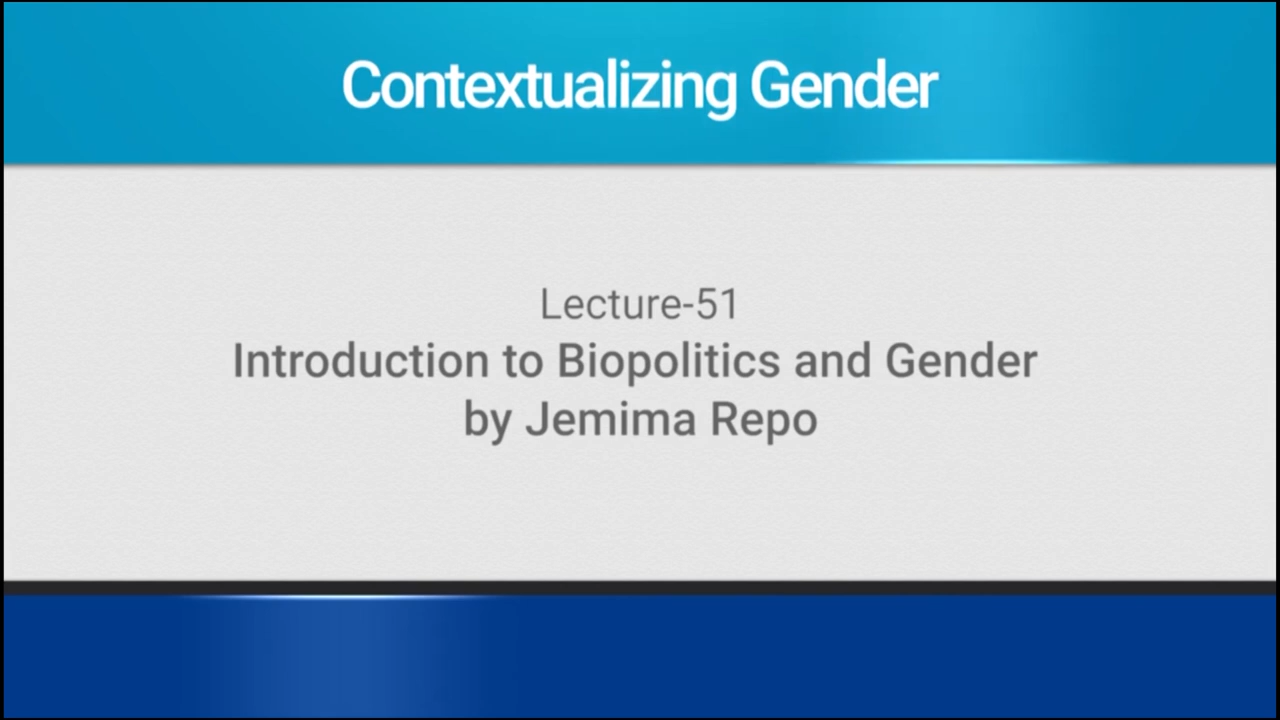 Contextualizing Gender
Lecture-51
Introduction to Biopolitics and Gender
by Jemima Repo